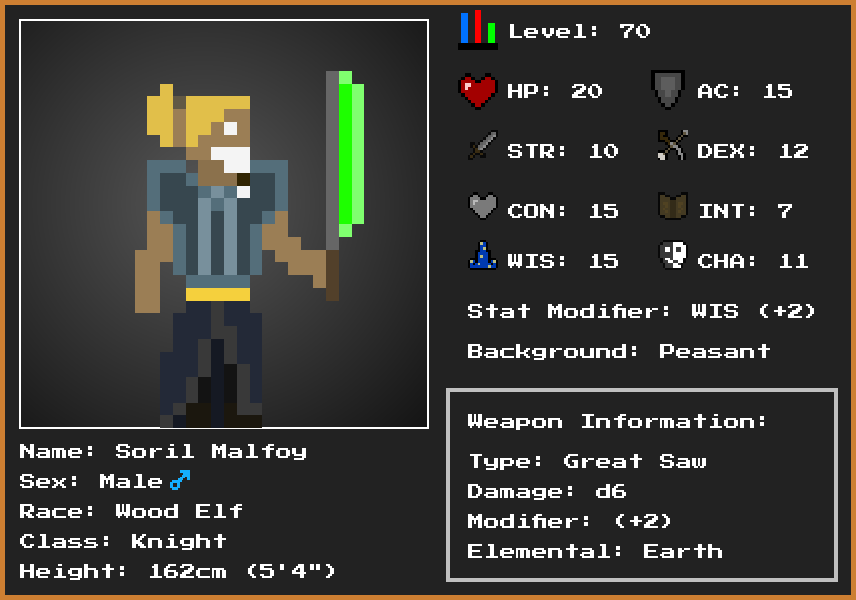 Level: 70
HP: 20 AC: 15
STR: 10 DEX: 12
CON: 15 INT: 7
WIS: 15 CHA: 11
Stat Modifier: WIS (+2)
Background: Peasant
Weapon Information:
Type: Great Saw
Damage: d6
Modifier: (+2)
Elemental: Earth
Name: Soril Malfoy
Sex: Male♂
Race: Wood Elf
Class: Knight
Height: 162cm (5'4")